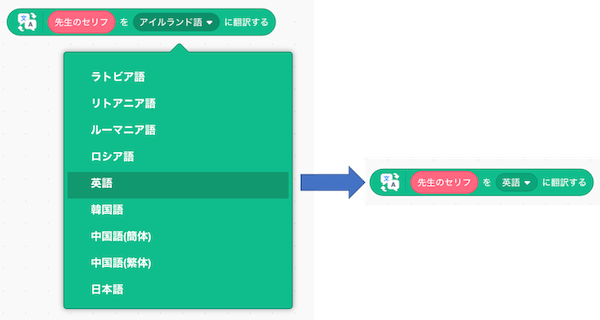 先生のセリフ を アイルランド語 に翻訳する
ラトビア語
リトアニア語
ルーマニア語
ロシア語
英語
韓国語
中国語(簡体)
中国語(繁体)
日本語
先生のセリフ を 英語 に翻訳する